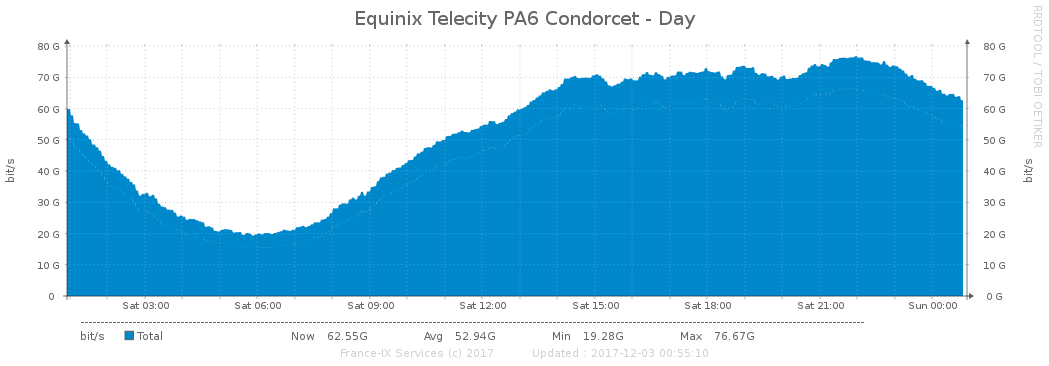 Equinix Telecity PA6 Condorcet - Day
RRDTOOL / TOBI OETIKER
80 G 80 G
70 G 70 G
60 G 60 G
50 G 50 G
40 G 40 G
30 G 30 G
20 G 20 G
10 G 10 G
0 0 G
bit/s
bit/s
Sat 03:00 Sat 06:00 Sat 09:00 Sat 12:00 Sat 15:00 Sat 18:00 Sat 21:00 Sun 00:00
bit/s Total Now 62.55G Avg 52.94G Min 19.28G Max 76.67G
France-IX Services (c) 2017 Updated : 2017-12-03 00:55:10